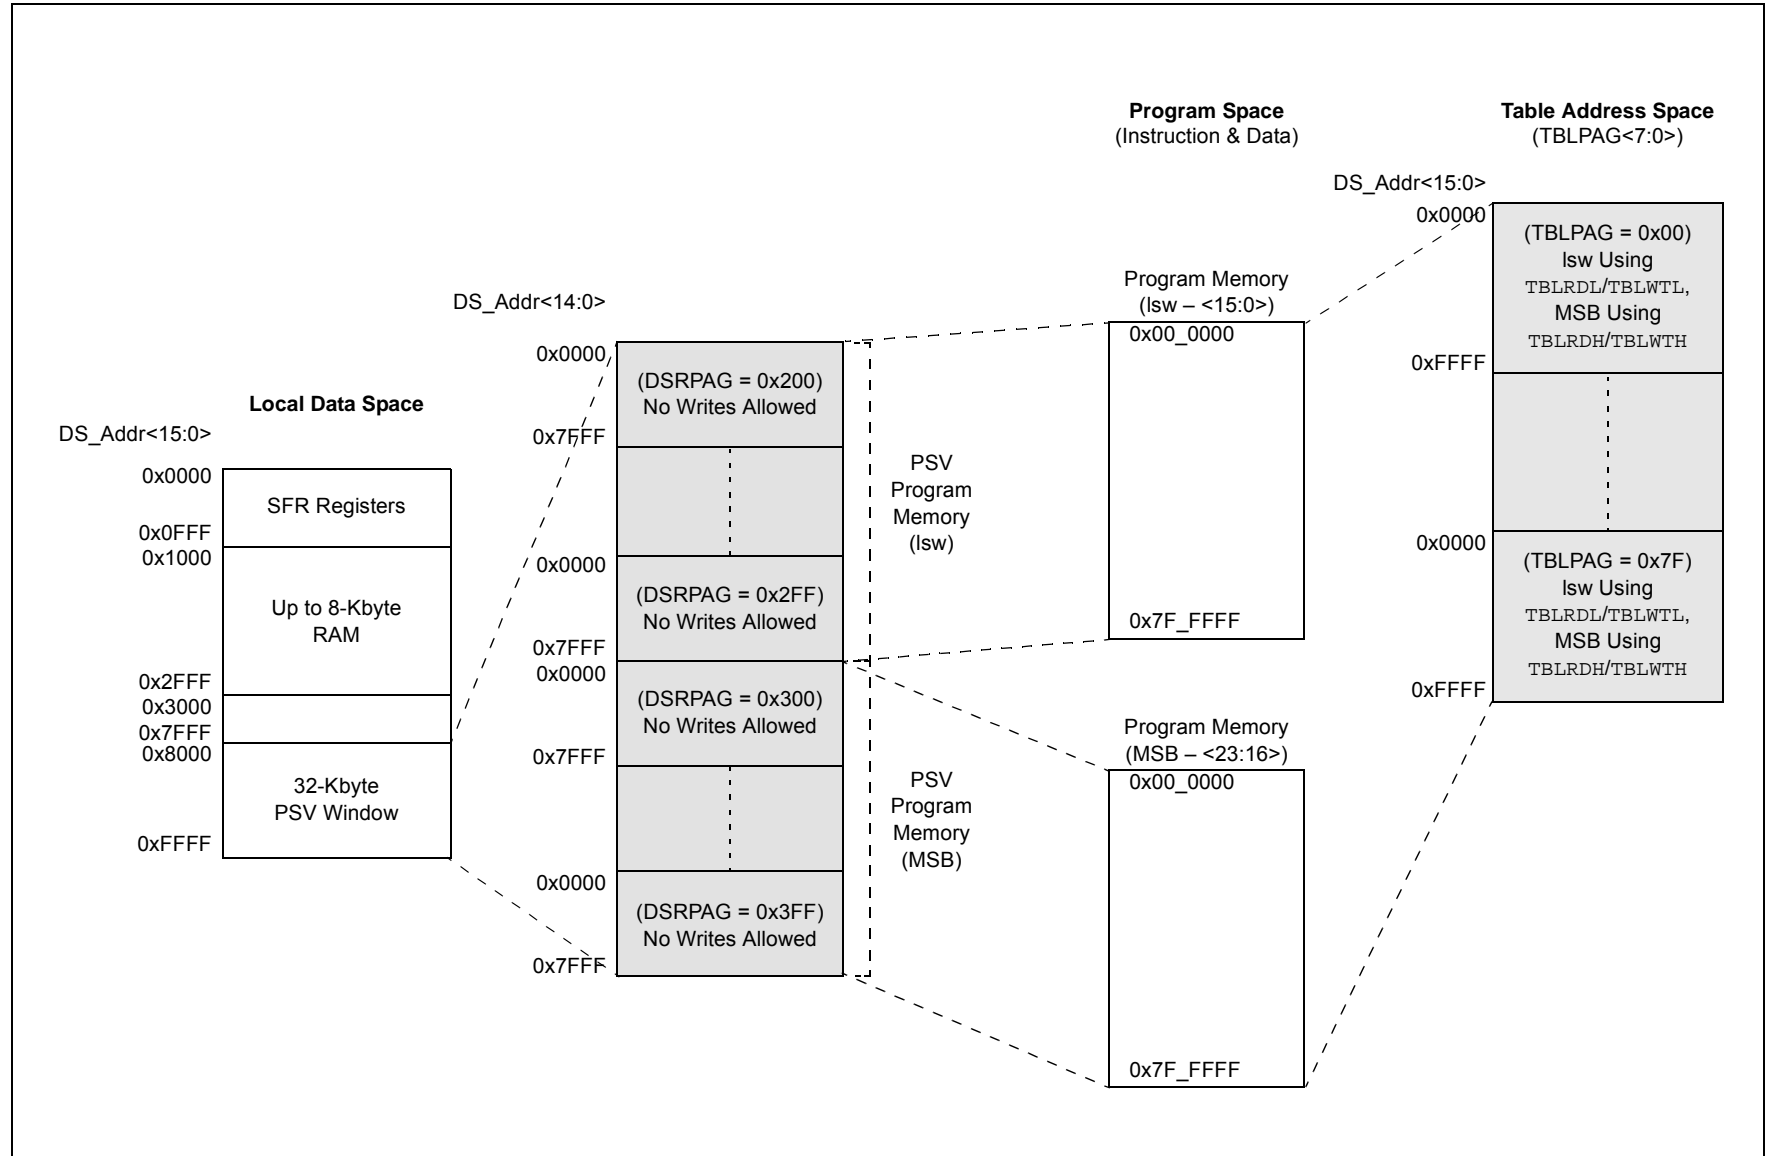 Local Data Space
DS_Addr<15:0>
0x0000
SFR Registers
0x0FFF
0x1000
Up to 8-Kbyte
RAM
0x2FFF
0x3000
0x7FFF
0x8000
32-Kbyte
PSV Window
0xFFFF
DS_Addr<14:0>
0x0000
(DSRPAG = 0x200)
No Writes Allowed
0x7FFF
0x0000
(DSRPAG = 0x2FF)
No Writes Allowed
0x7FFF
0x0000
(DSRPAG = 0x300)
No Writes Allowed
0x7FFF
0x0000
(DSRPAG = 0x3FF)
No Writes Allowed
0x7FFF
PSV
Program
Memory
(lsw)
PSV
Program
Memory
(MSB)
Program Space
(Instruction & Data)
Program Memory
(lsw – <15:0>)
0x00_0000
0x7F_FFFF
Program Memory
(MSB – <23:16>)
0x00_0000
0x7F_FFFF
Table Address Space
(TBLPAG<7:0>)
DS_Addr<15:0>
0x0000
(TBLPAG = 0x00)
lsw Using
TBLRDL/TBLWTL,
MSB Using
TBLRDH/TBLWTH
0xFFFF
0x0000
(TBLPAG = 0x7F)
lsw Using
TBLRDL/TBLWTL,
MSB Using
TBLRDH/TBLWTH
0xFFFF